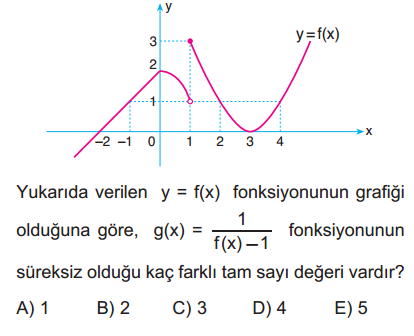 y
y=f(x)
3
2
1
-2 -1 0 1 2 3 4 x
Yukarıda verilen y = f(x) fonksiyonunun grafiği
olduğuna göre, g(x) = 1 / f(x) – 1 fonksiyonunun
süreksiz olduğu kaç farklı tam sayı değeri vardır?
A) 1 B) 2 C) 3 D) 4 E) 5